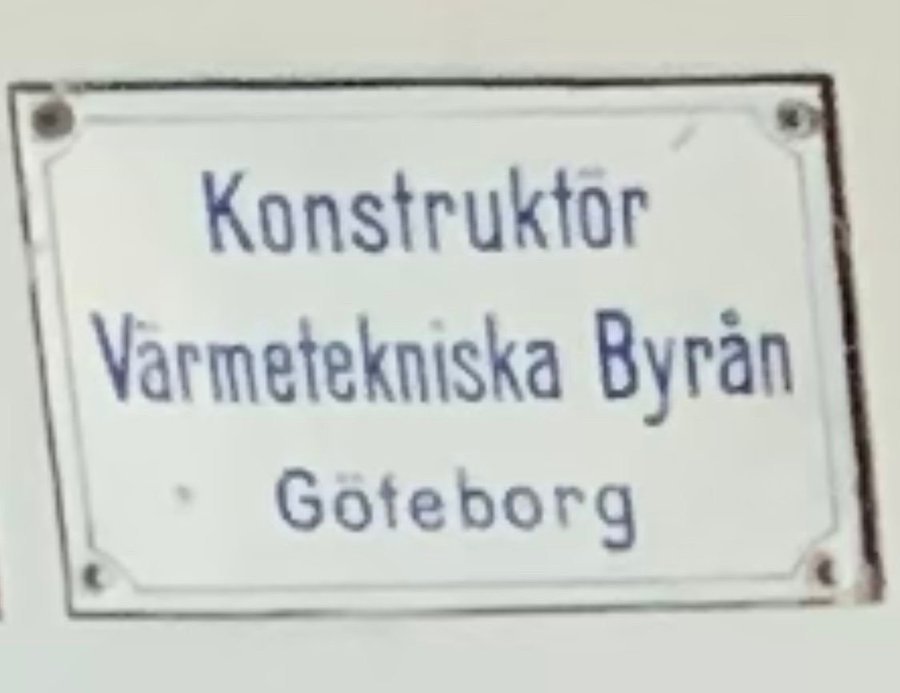 Konstruktör
Värmetekniska Byrån
Göteborg